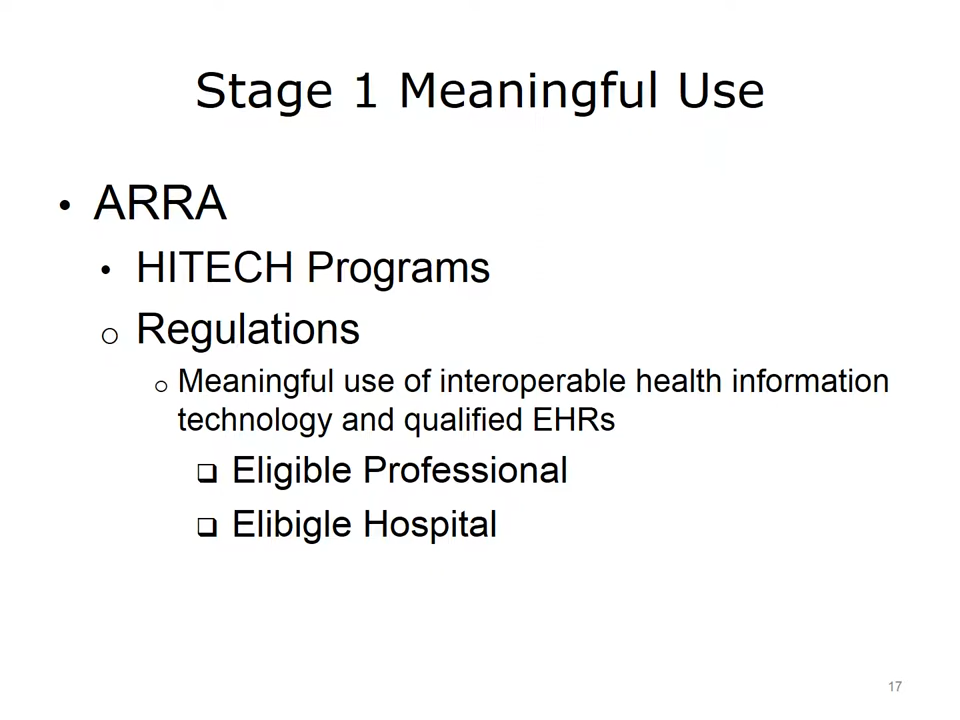 Stage 1 Meaningful Use
• ARRA
• HITECH Programs
o Regulations
o Meaningful use of interoperable health information
technology and qualified EHRs
❑ Eligible Professional
❑ Elibigle Hospital
17